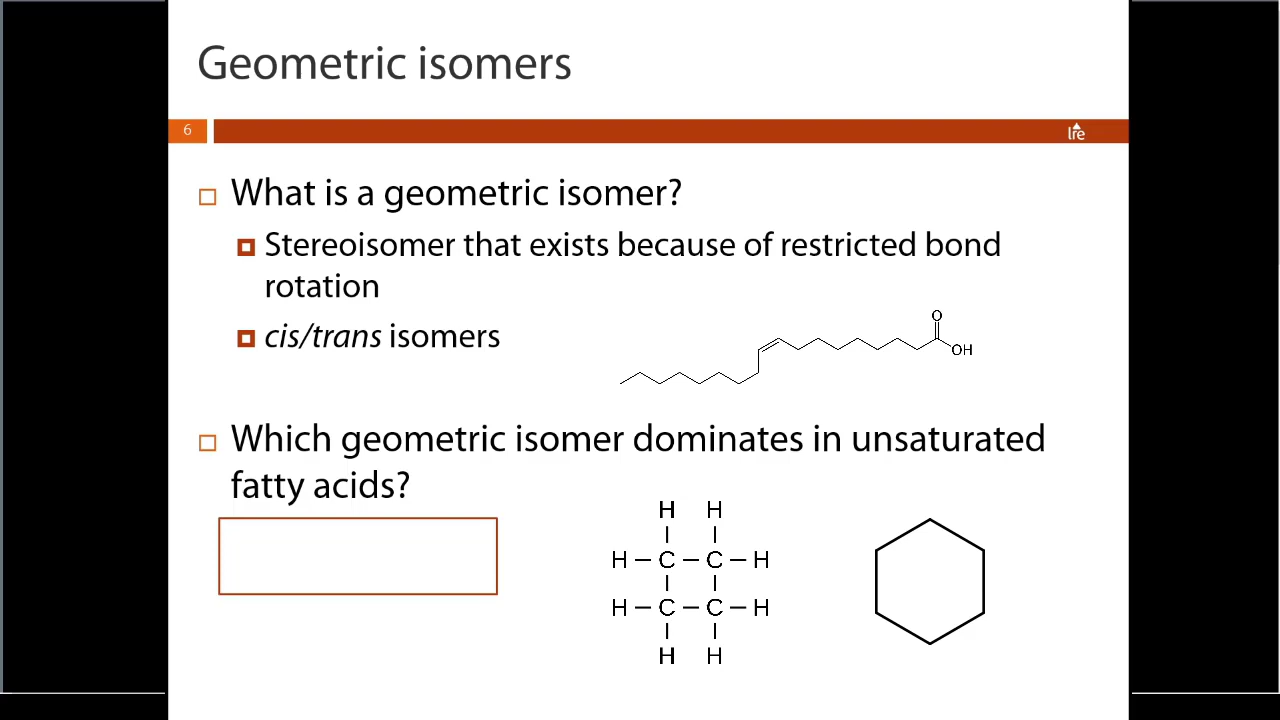 Geometric isomers
6
lre
What is a geometric isomer?
Stereoisomer that exists because of restricted bond
rotation
cis/trans isomers
O
OH
Which geometric isomer dominates in unsaturated
fatty acids?
H H
H C C H
H C C H
H H